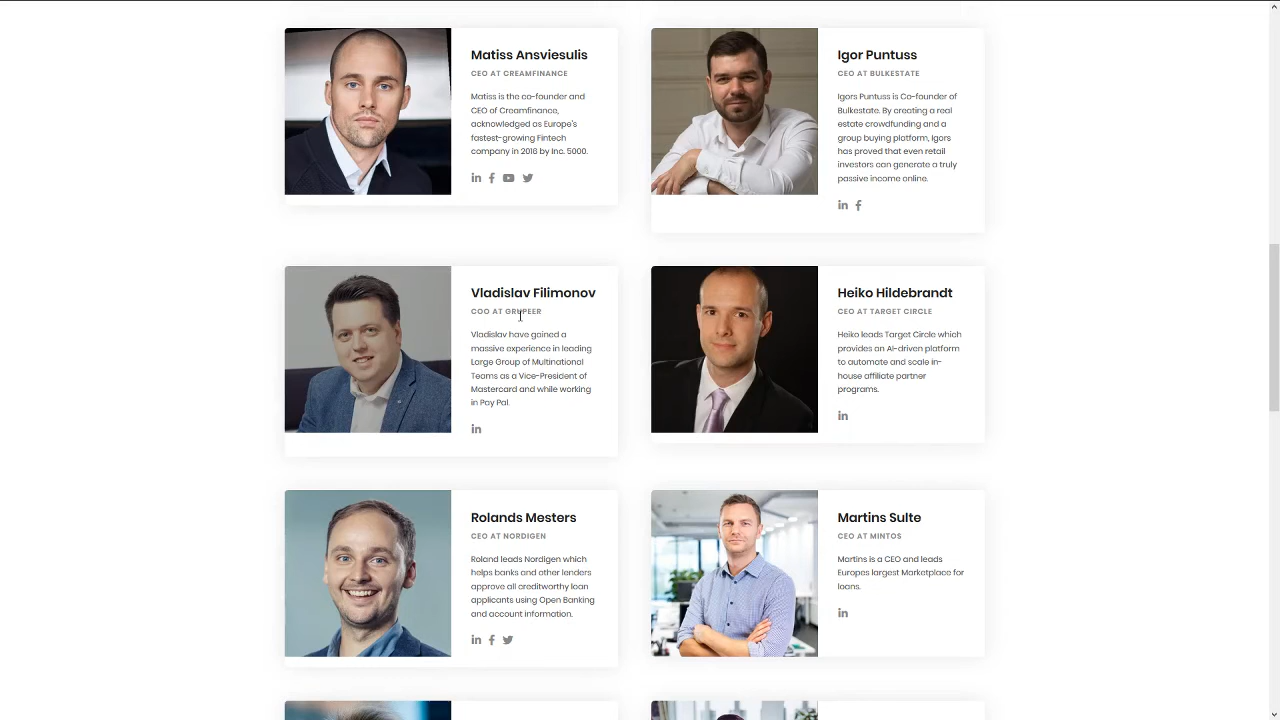 Matiss Ansviesulis
CEO AT CREAMFINANCE
Matiss is the co-founder and
CEO of Creamfinance,
acknowledged as Europe's
fastest-growing Fintech
company in 2016 by Inc. 5000.
Igor Puntuss
CEO AT BULKESTATE
Igors Puntuss is Co-founder of
Bulkestate. By creating a real
estate crowdfunding and a
group buying platform, Igors
has proved that even retail
investors can generate a truly
passive income online.
Vladislav Filimonov
COO AT GRUPEER
Vladislav have gained a
massive experience in leading
Large Group of Multinational
Teams as a Vice-President of
Mastercard and while working
in Pay Pal.
Heiko Hildebrandt
CEO AT TARGET CIRCLE
Heiko leads Target Circle which
provides an AI-driven platform
to automate and scale in-
house affiliate partner
programs.
Rolands Mesters
CEO AT NORDIGEN
Roland leads Nordigen which
helps banks and other lenders
approve all creditworthy loan
applicants using Open Banking
and account information.
Martins Sulte
CEO AT MINTOS
Martins is a CEO and leads
Europes largest Marketplace for
loans.